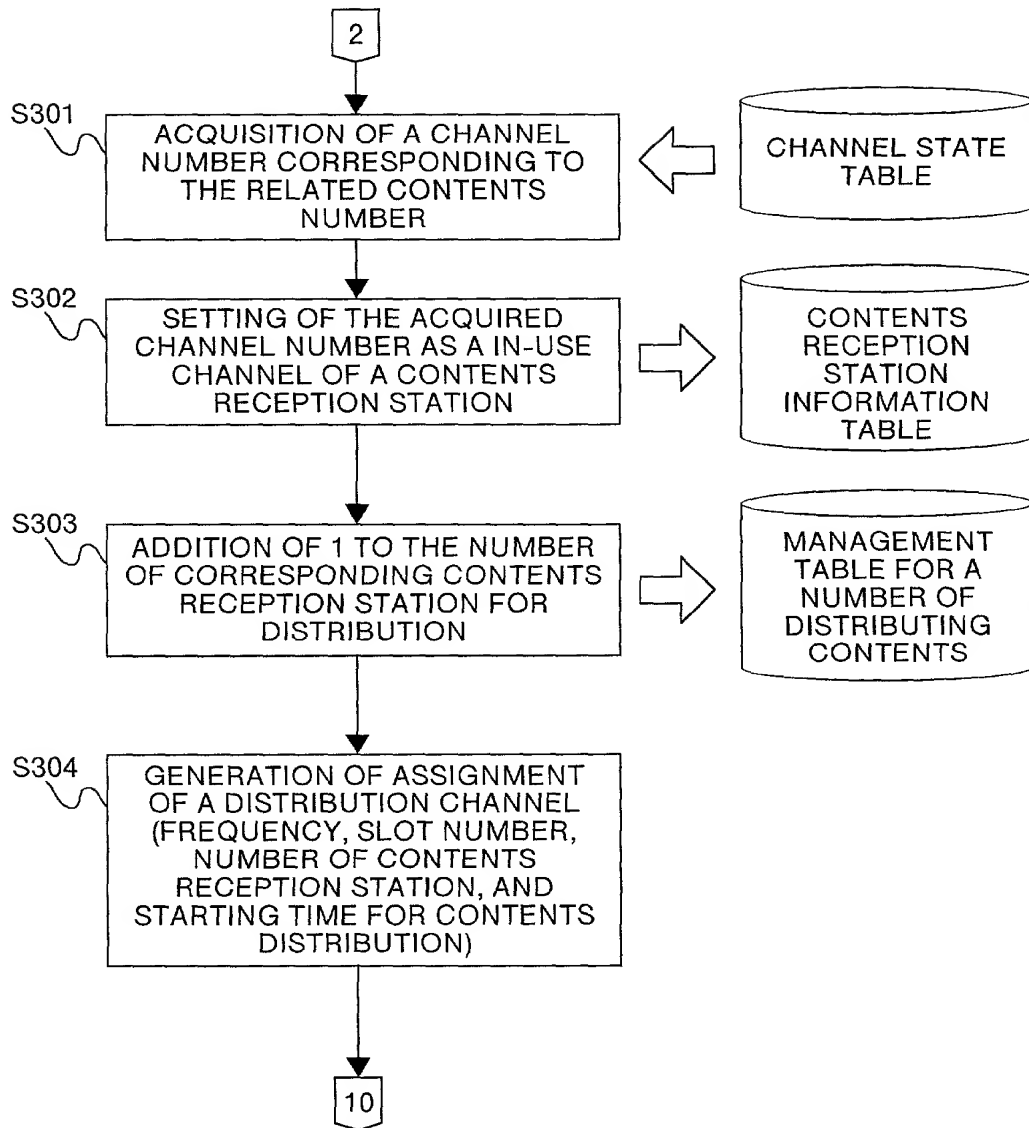 2
S301
ACQUISITION OF A CHANNEL
NUMBER CORRESPONDING TO
THE RELATED CONTENTS
NUMBER
CHANNEL STATE
TABLE
S302
SETTING OF THE ACQUIRED
CHANNEL NUMBER AS A IN-USE
CHANNEL OF A CONTENTS
RECEPTION STATION
CONTENTS
RECEPTION
STATION
INFORMATION
TABLE
S303
ADDITION OF 1 TO THE NUMBER
OF CORRESPONDING CONTENTS
RECEPTION STATION FOR
DISTRIBUTION
MANAGEMENT
TABLE FOR A
NUMBER OF
DISTRIBUTING
CONTENTS
S304
GENERATION OF ASSIGNMENT
OF A DISTRIBUTION CHANNEL
(FREQUENCY, SLOT NUMBER,
NUMBER OF CONTENTS
RECEPTION STATION, AND
STARTING TIME FOR CONTENTS
DISTRIBUTION)
10